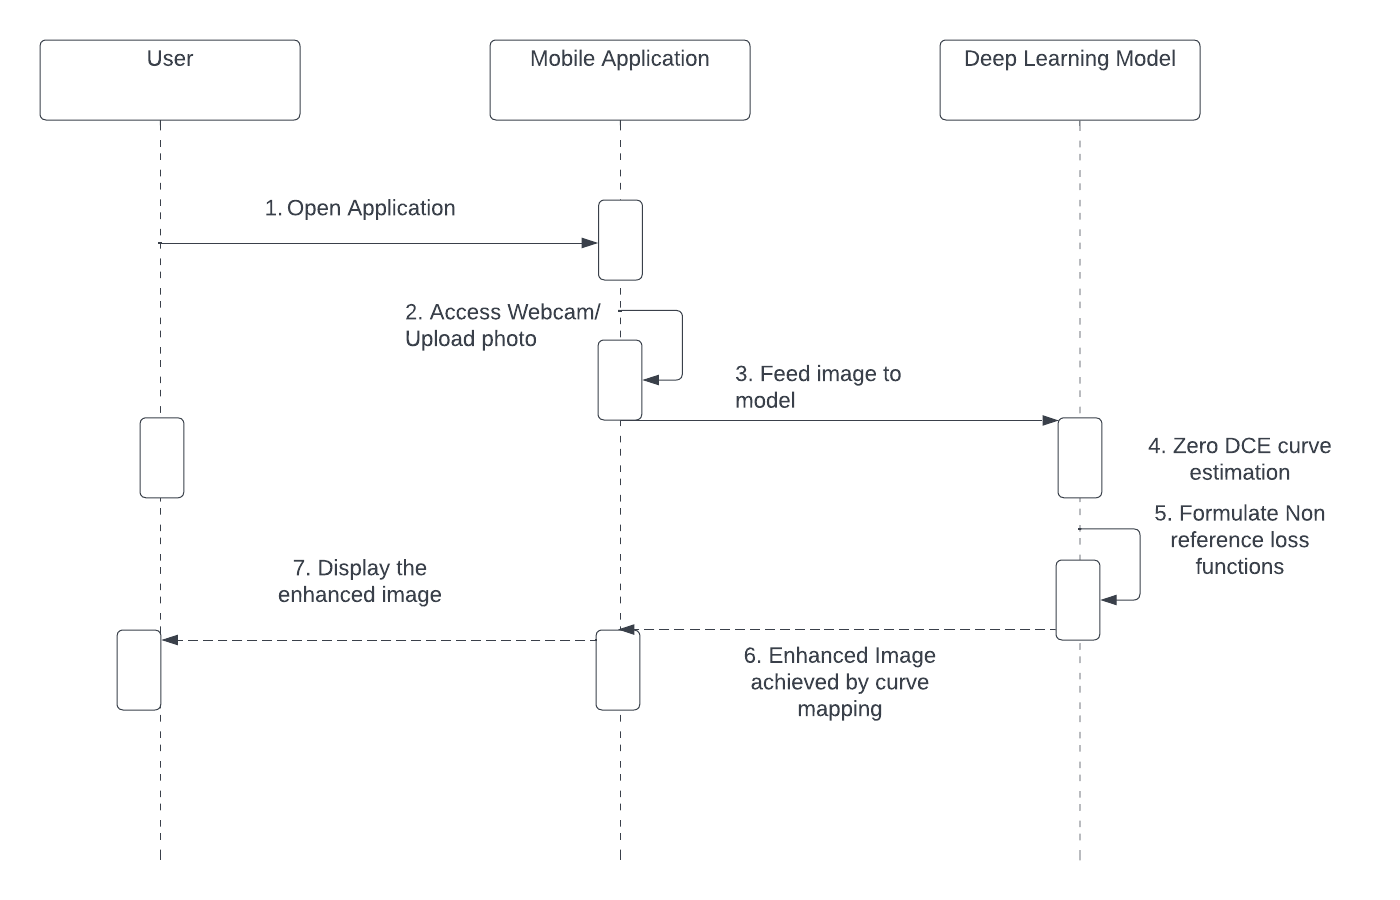 User
Mobile Application
Deep Learning Model
1. Open Application
2. Access Webcam/
Upload photo
3. Feed image to
model
4. Zero DCE curve
estimation
5. Formulate Non
reference loss
functions
7. Display the
enhanced image
6. Enhanced Image
achieved by curve
mapping